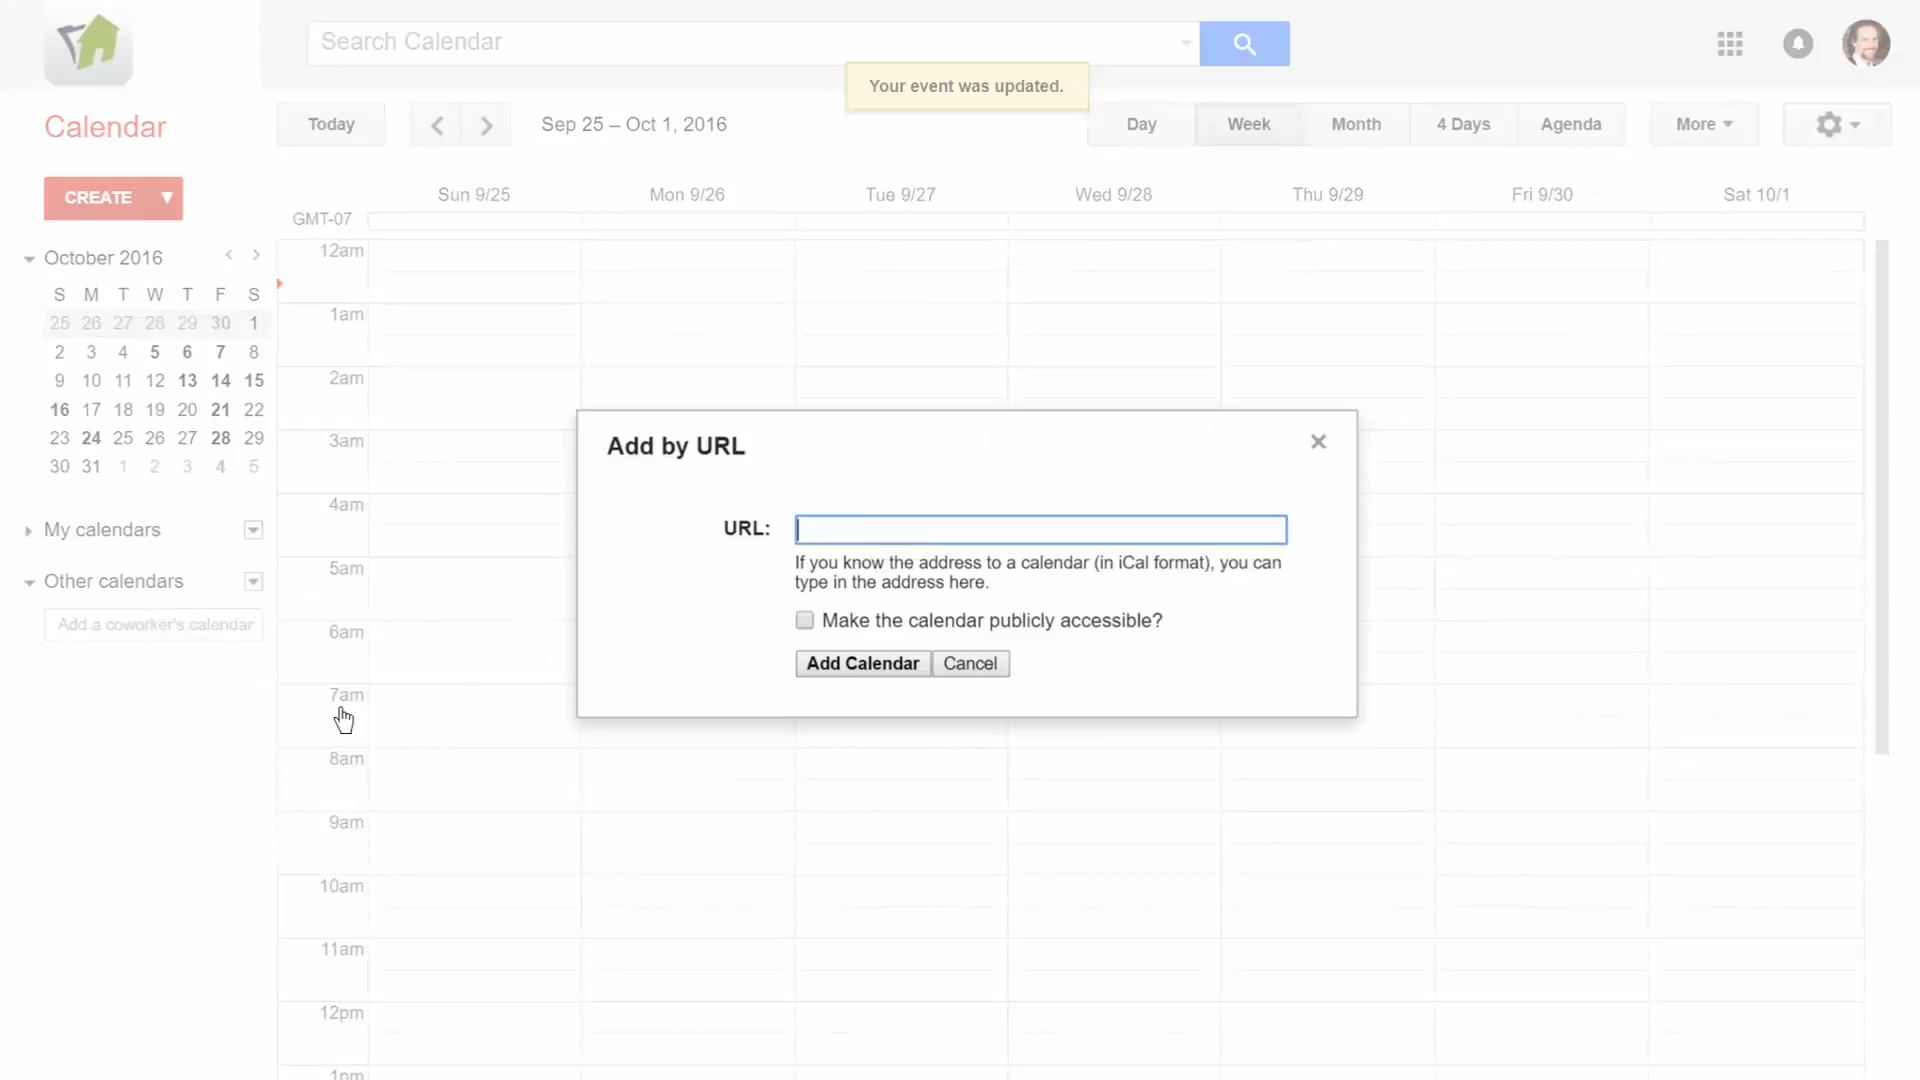 Search Calendar
Your event was updated.
Calendar
Today
Sep 25 – Oct 1, 2016
Day
Week
Month
4 Days
Agenda
More
CREATE
Sun 9/25
Mon 9/26
Tue 9/27
Wed 9/28
Thu 9/29
Fri 9/30
Sat 10/1
GMT-07
October 2016
S M T W T F S
25 26 27 28 29 30 1
2 3 4 5 6 7 8
9 10 11 12 13 14 15
16 17 18 19 20 21 22
23 24 25 26 27 28 29
30 31 1 2 3 4 5
My calendars
Other calendars
Add a coworker's calendar
12am
1am
2am
3am
4am
5am
6am
7am
8am
9am
10am
11am
12pm
1pm
Add by URL
URL:
If you know the address to a calendar (in iCal format), you can
type in the address here.
Make the calendar publicly accessible?
Add Calendar
Cancel